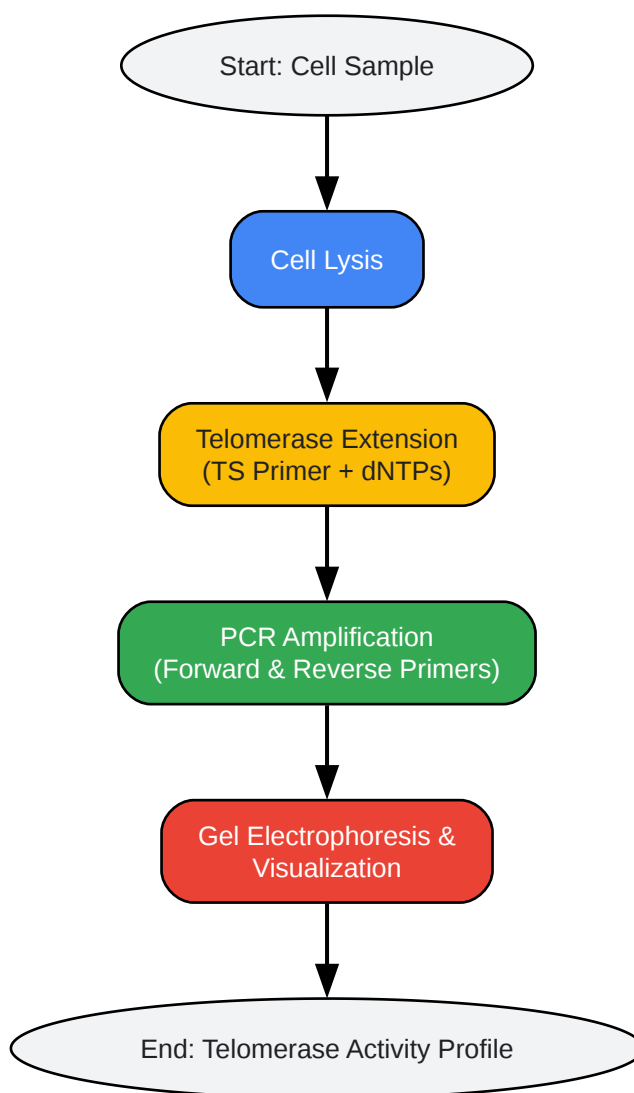 Start: Cell Sample
Cell Lysis
Telomerase Extension
(TS Primer + dNTPs)
PCR Amplification
(Forward & Reverse Primers)
Gel Electrophoresis &
Visualization
End: Telomerase Activity Profile